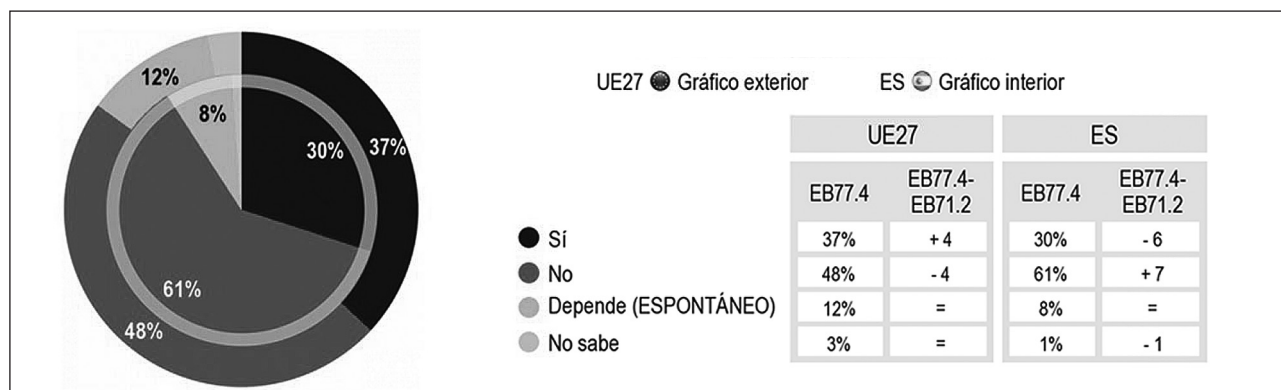 12%
8%
30%
37%
61%
48%
UE27 Gráfico exterior ES Gráfico interior
UE27 ES
EB77.4 EB77.4-EB71.2 EB77.4 EB77.4-EB71.2
Sí 37% + 4 30% - 6
No 48% - 4 61% + 7
Depende (ESPONTÁNEO) 12% = 8% =
No sabe 3% = 1% - 1